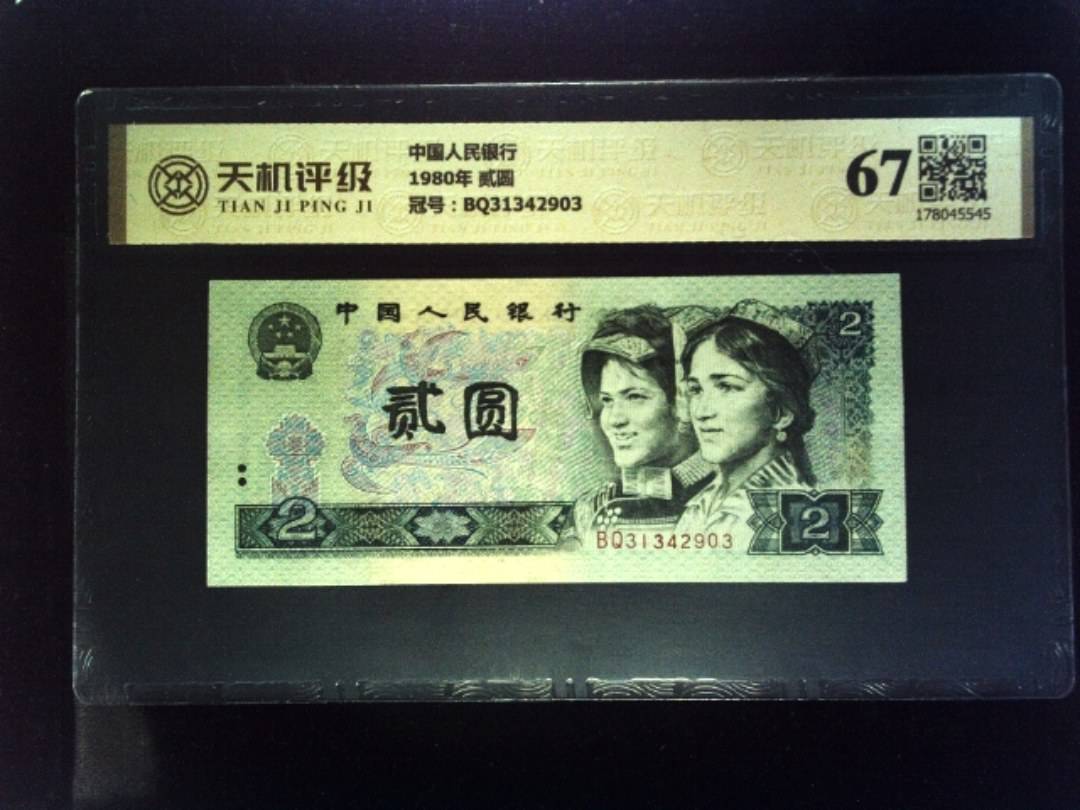 天机评级
TIAN JI PING JI
中国人民银行
1980年 贰圆
冠号：BQ31342903
67
178045545
中国人民银行
2
贰圆
2
2
BQ31342903